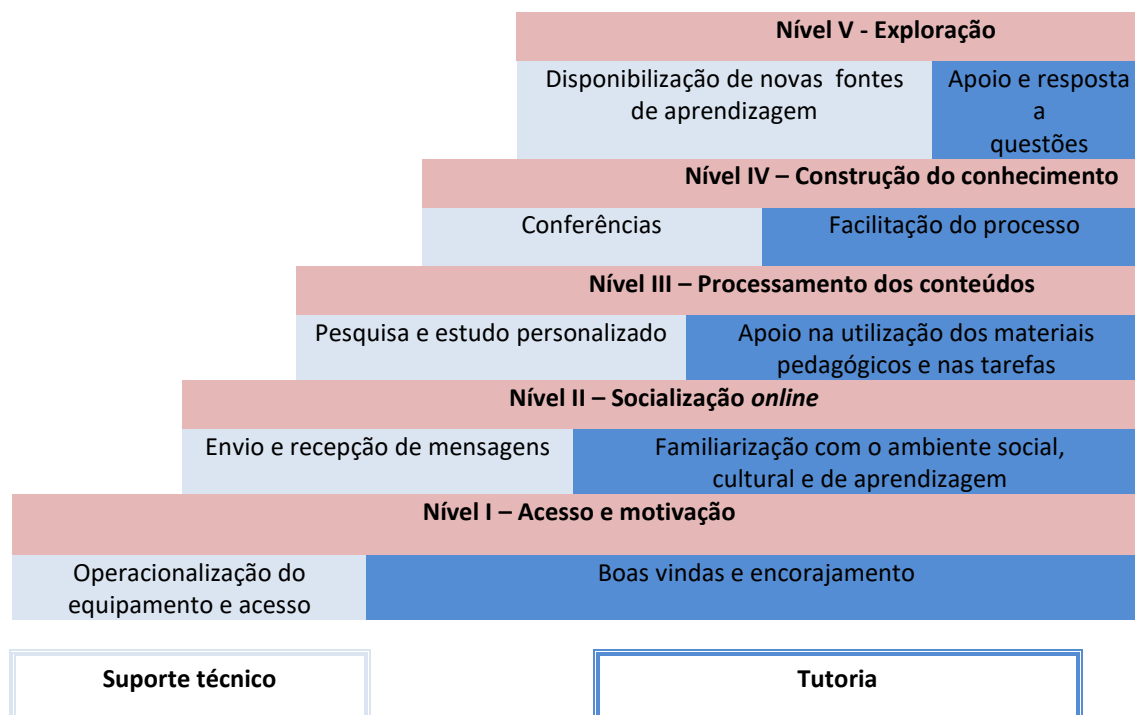 Nível V - Exploração
Disponibilização de novas fontes
de aprendizagem
Apoio e resposta
a
questões
Nível IV – Construção do conhecimento
Conferências
Facilitação do processo
Nível III – Processamento dos conteúdos
Pesquisa e estudo personalizado
Apoio na utilização dos materiais
pedagógicos e nas tarefas
Nível II – Socialização online
Envio e recepção de mensagens
Familiarização com o ambiente social,
cultural e de aprendizagem
Nível I – Acesso e motivação
Operacionalização do
equipamento e acesso
Boas vindas e encorajamento
Suporte técnico
Tutoria